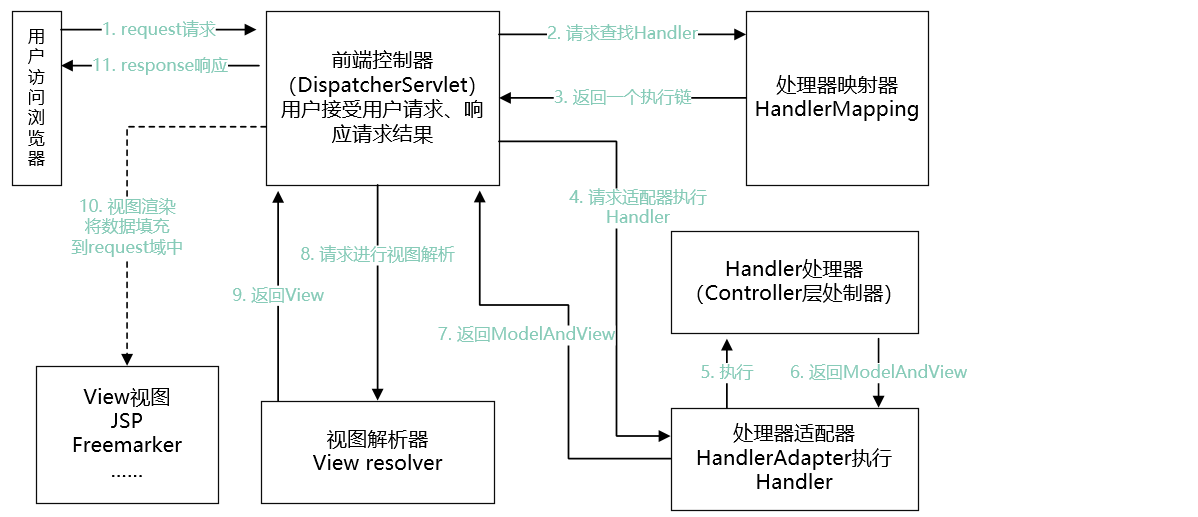 用
户
访
问
浏
览
器
1. request请求
11. response响应
前端控制器
（DispatcherServlet）
用户接受用户请求、响
应请求结果
2. 请求查找Handler
3. 返回一个执行链
处理器映射器
HandlerMapping
4. 请求适配器执行
Handler
10. 视图渲染
将数据填充
到request域中
8. 请求进行视图解析
9. 返回View
7. 返回ModelAndView
Handler处理器
（Controller层处制器）
5. 执行
6. 返回ModelAndView
View视图
JSP
Freemarker
......
视图解析器
View resolver
处理器适配器
HandlerAdapter执行
Handler